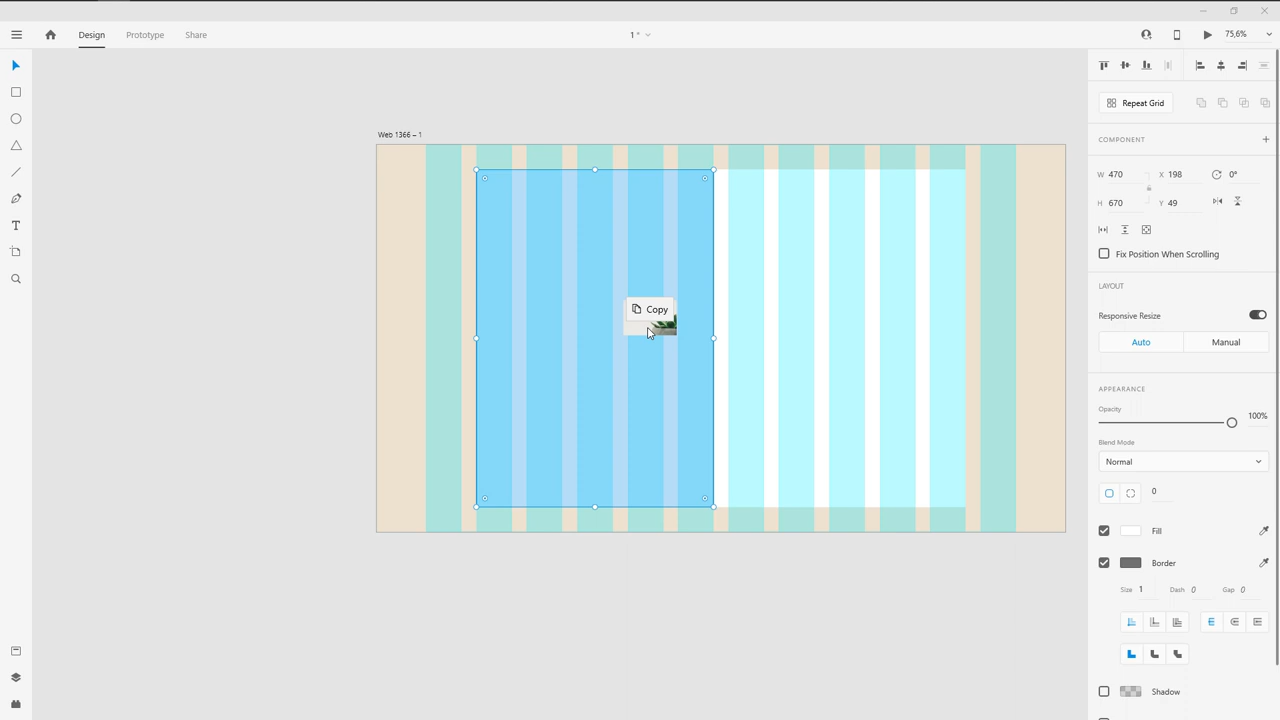 Design
Prototype
Share
1 *
75,6%
Web 1366 – 1
Copy
Repeat Grid
COMPONENT
W 470 X 198 0°
H 670 Y 49
Fix Position When Scrolling
LAYOUT
Responsive Resize
Auto Manual
APPEARANCE
Opacity
100%
Blend Mode
Normal
0
Fill
Border
Size 1 Dash 0 Gap 0
Shadow